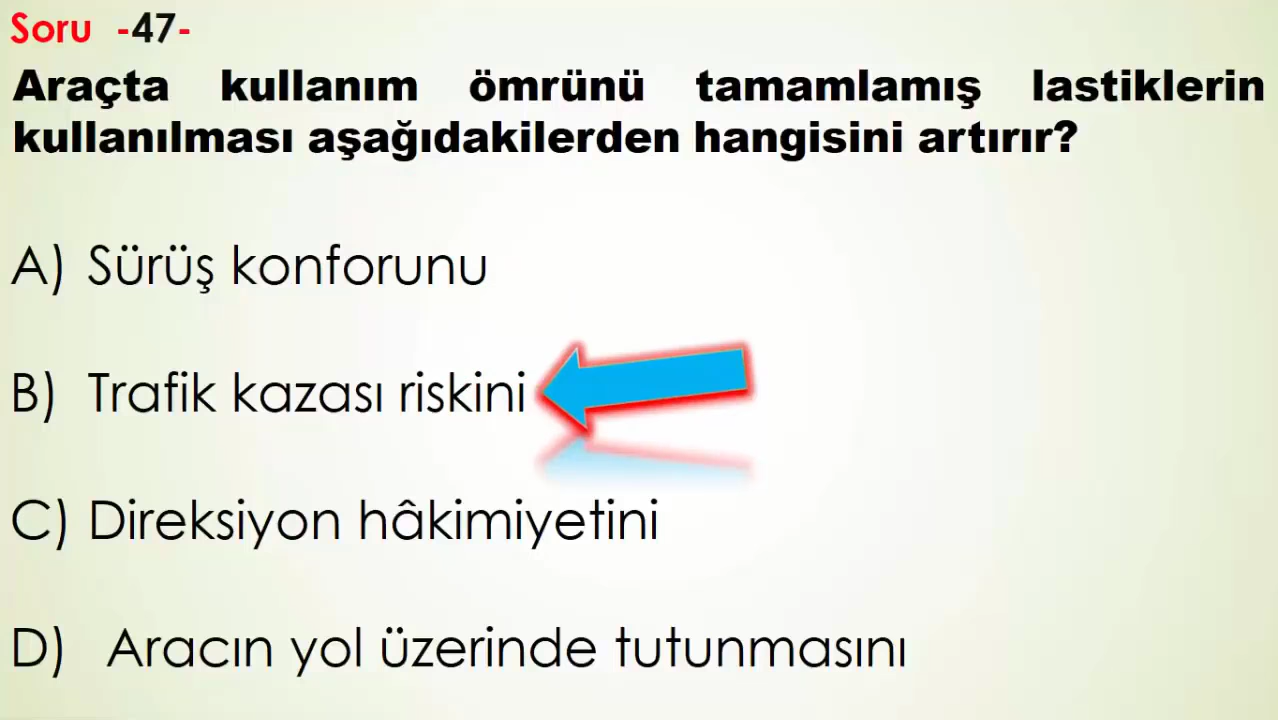 Soru -47-
Araçta kullanım ömrünü tamamlamış lastiklerin
kullanılması aşağıdakilerden hangisini artırır?
A) Sürüş konforunu
B) Trafik kazası riskini
C) Direksiyon hâkimiyetini
D) Aracın yol üzerinde tutunmasını